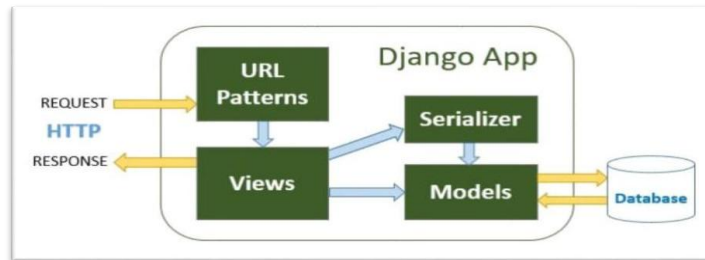 Django App
URL
Patterns
REQUEST
HTTP
RESPONSE
Serializer
Views
Models
Database